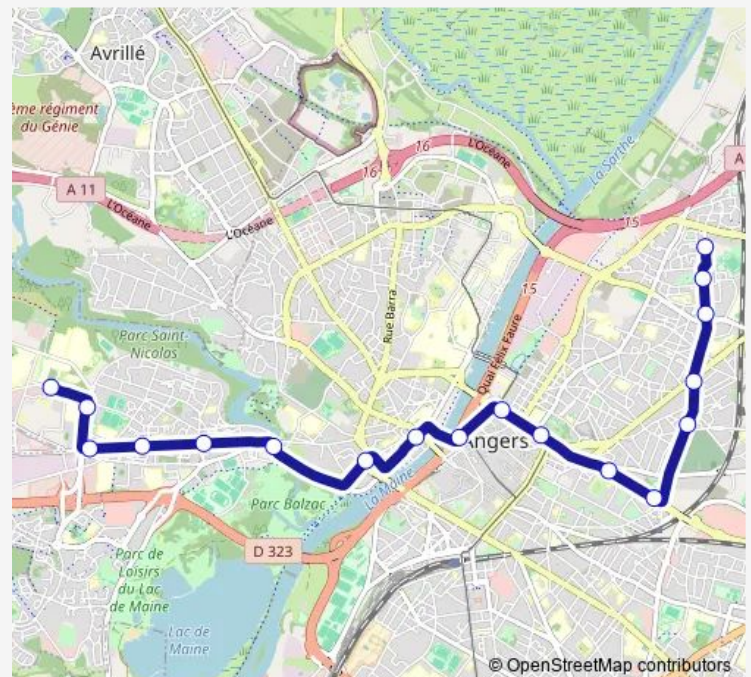 Avrillé
ème régiment
du Génie
A 11
L'Océane
L'Océane
16
16
L'Océane
La Sarthe
A
15
15
Rue Barra
Quai Félix Faure
Parc Saint-
Nicolas
Angers
La Maine
Parc Balzac
D 323
Parc de
Loisirs
du Lac
de Maine
Lac de
Maine
© OpenStreetMap contributors